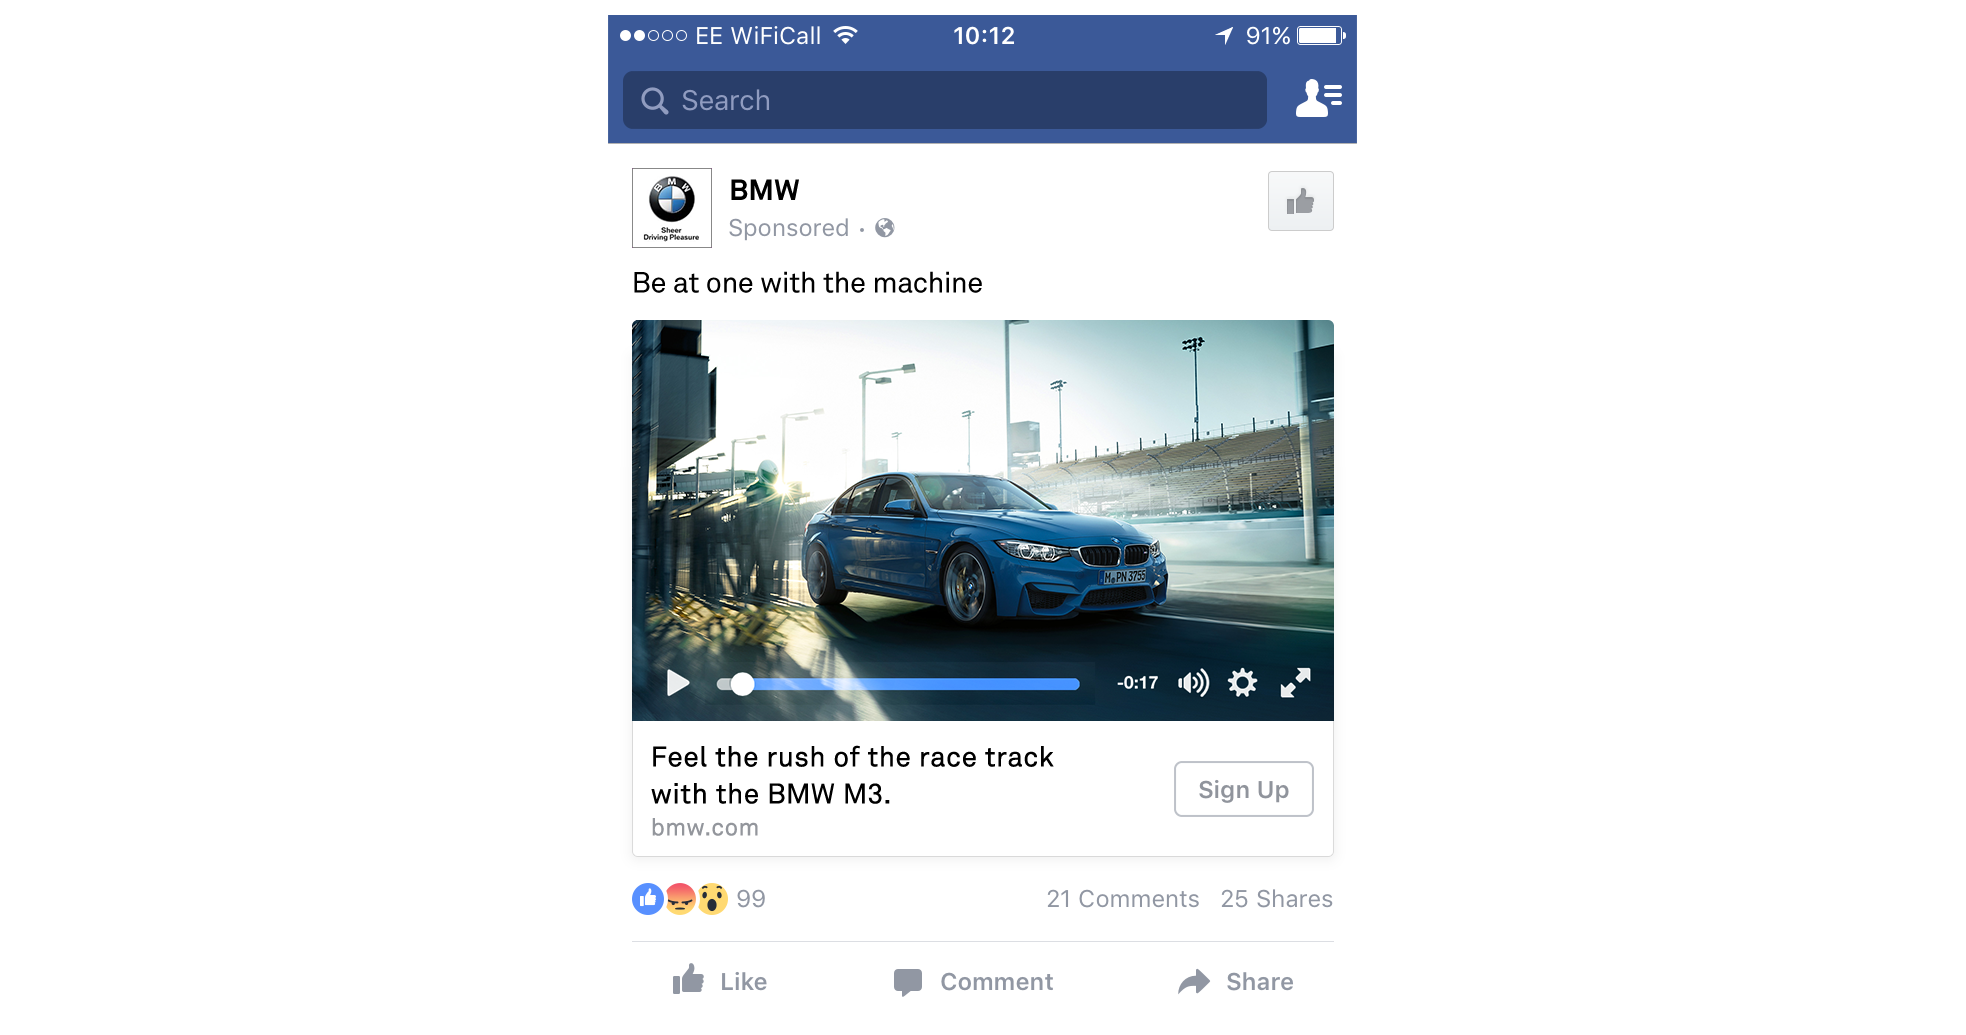 EE WiFiCall 10:12 91%
Search
BMW
Sheer
Driving Pleasure
BMW
Sponsored ·
Be at one with the machine
M PN 3755
-0:17
Feel the rush of the race track
with the BMW M3.
bmw.com
Sign Up
99 21 Comments 25 Shares
Like Comment Share